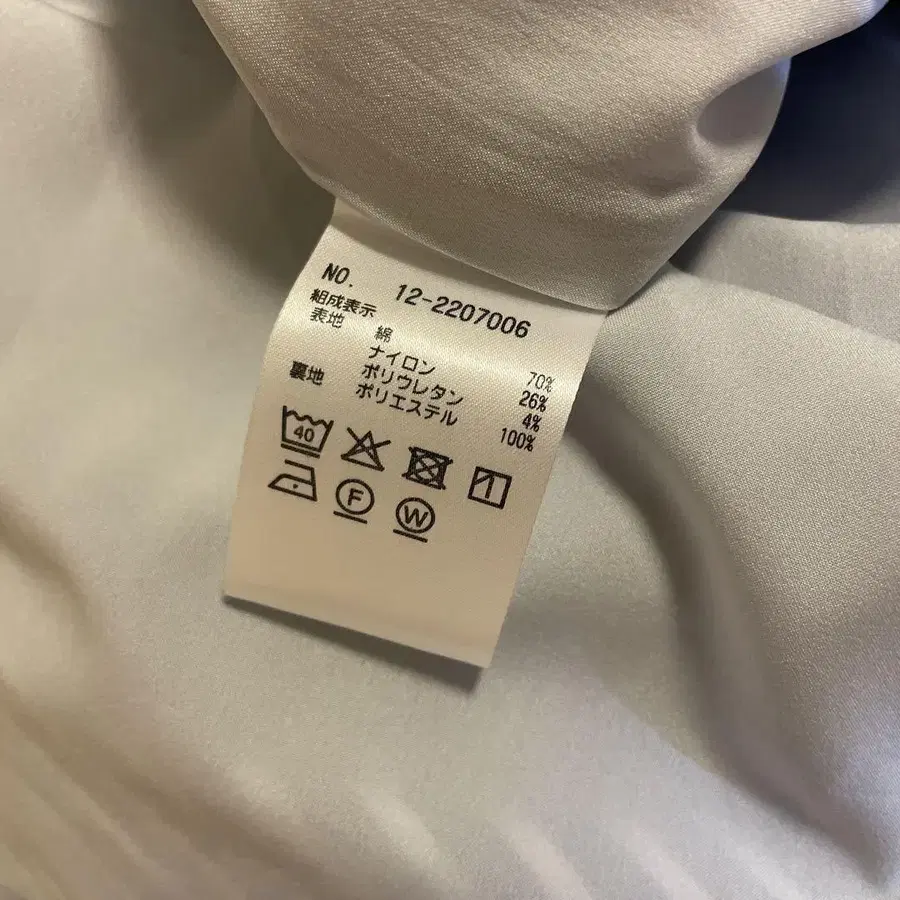 NO. 12-2207006
組成表示
表地 綿 70%
ナイロン 26%
ポリウレタン 4%
裏地 ポリエステル 100%
40
F W